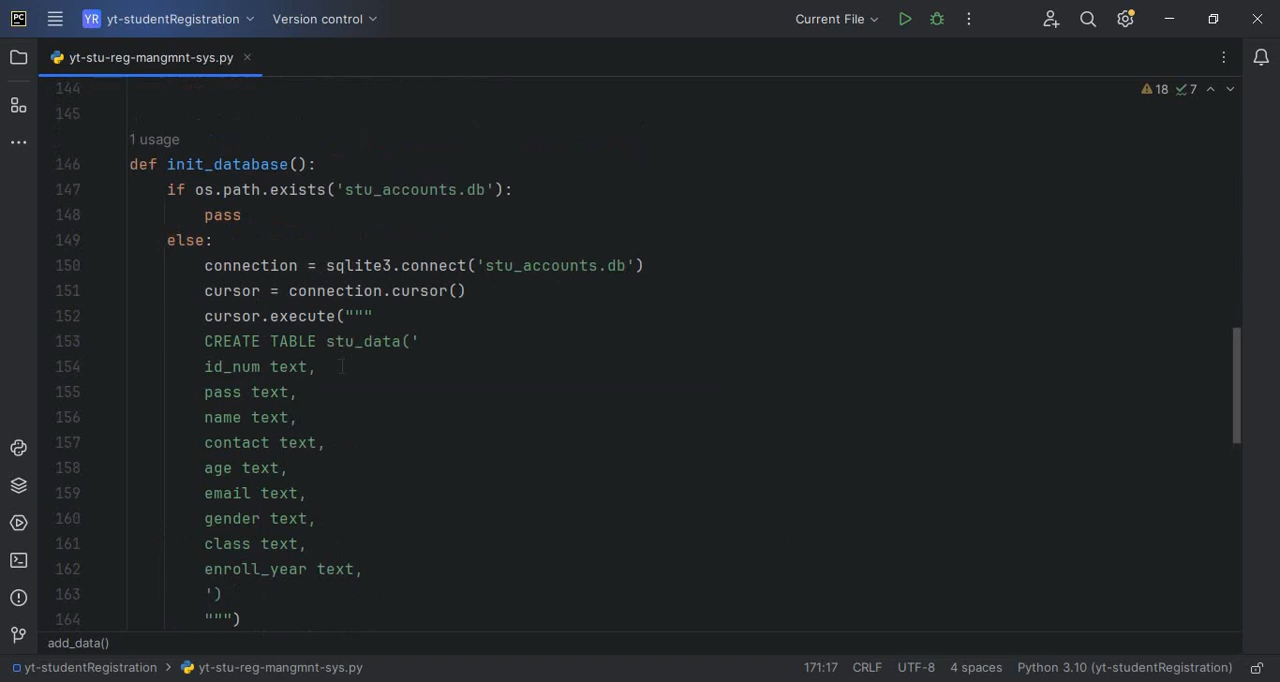 PC YR yt-studentRegistration Version control Current File
yt-stu-reg-mangmnt-sys.py
144 18 7
145
1 usage
146 def init_database():
147 if os.path.exists('stu_accounts.db'):
148 pass
149 else:
150 connection = sqlite3.connect('stu_accounts.db')
151 cursor = connection.cursor()
152 cursor.execute("""
153 CREATE TABLE stu_data('
154 id_num text,
155 pass text,
156 name text,
157 contact text,
158 age text,
159 email text,
160 gender text,
161 class text,
162 enroll_year text,
163 ')
164 """)
add_data()
yt-studentRegistration > yt-stu-reg-mangmnt-sys.py 171:17 CRLF UTF-8 4 spaces Python 3.10 (yt-studentRegistration)